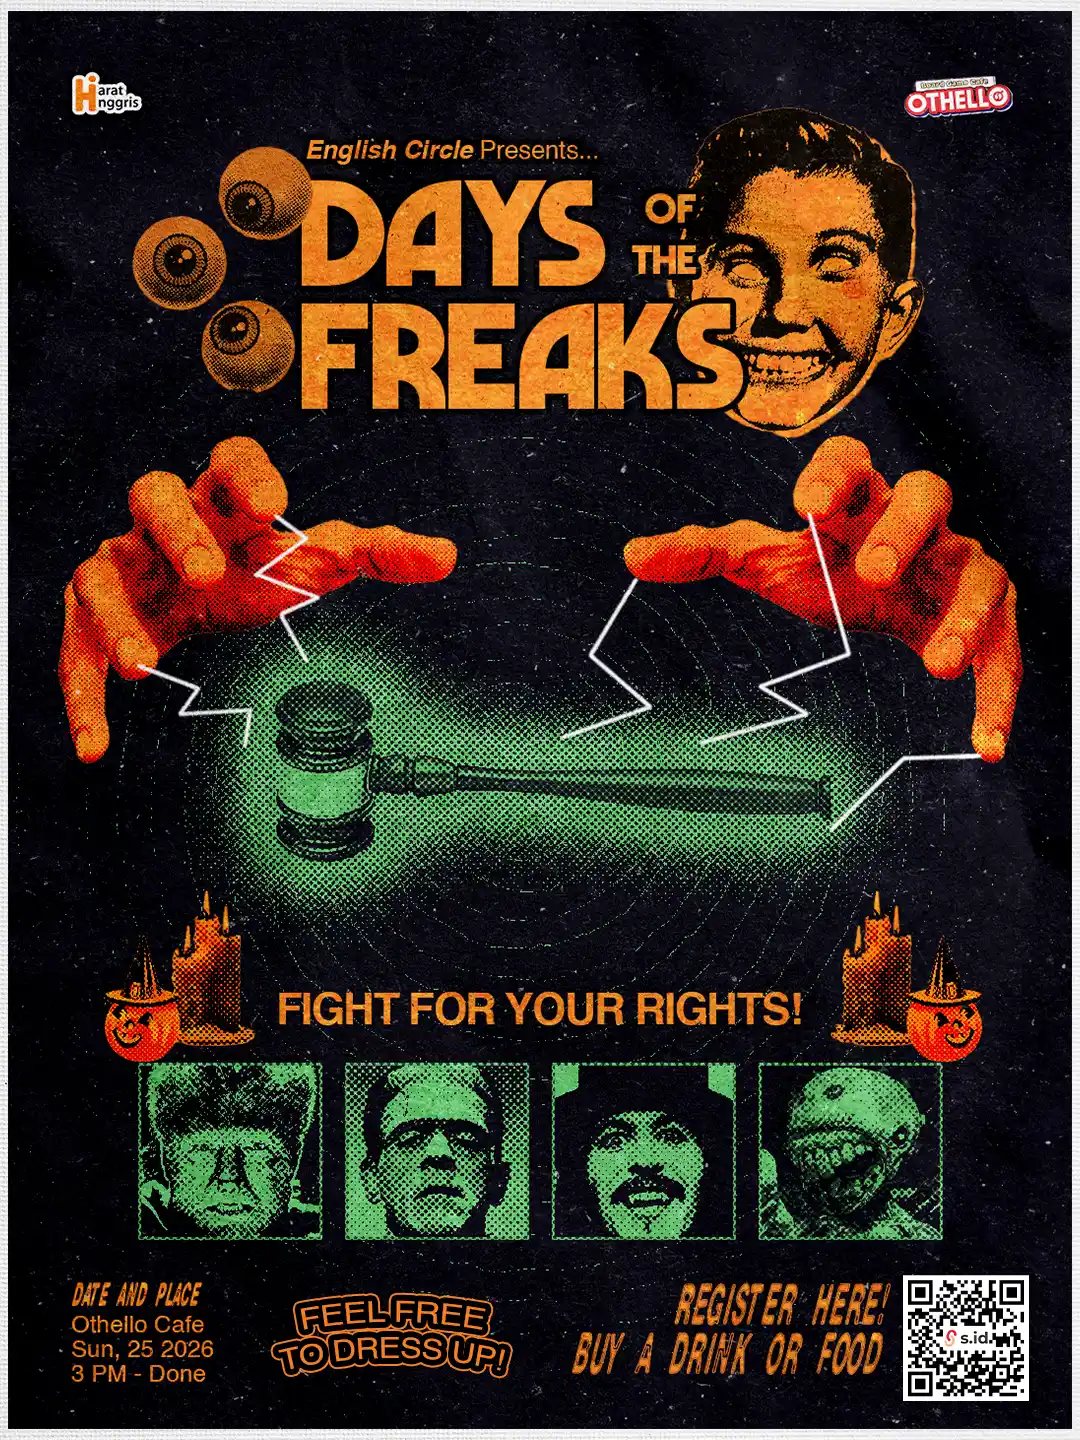 Harat
Inggris
Board Game Cafe
OTHELLO
English Circle Presents...
DAYS OF THE
FREAKS
FIGHT FOR YOUR RIGHTS!
DATE AND PLACE
Othello Cafe
Sun, 25 2026
3 PM - Done
FEEL FREE
TO DRESS UP!
REGISTER HERE!
BUY A DRINK OR FOOD
s.id